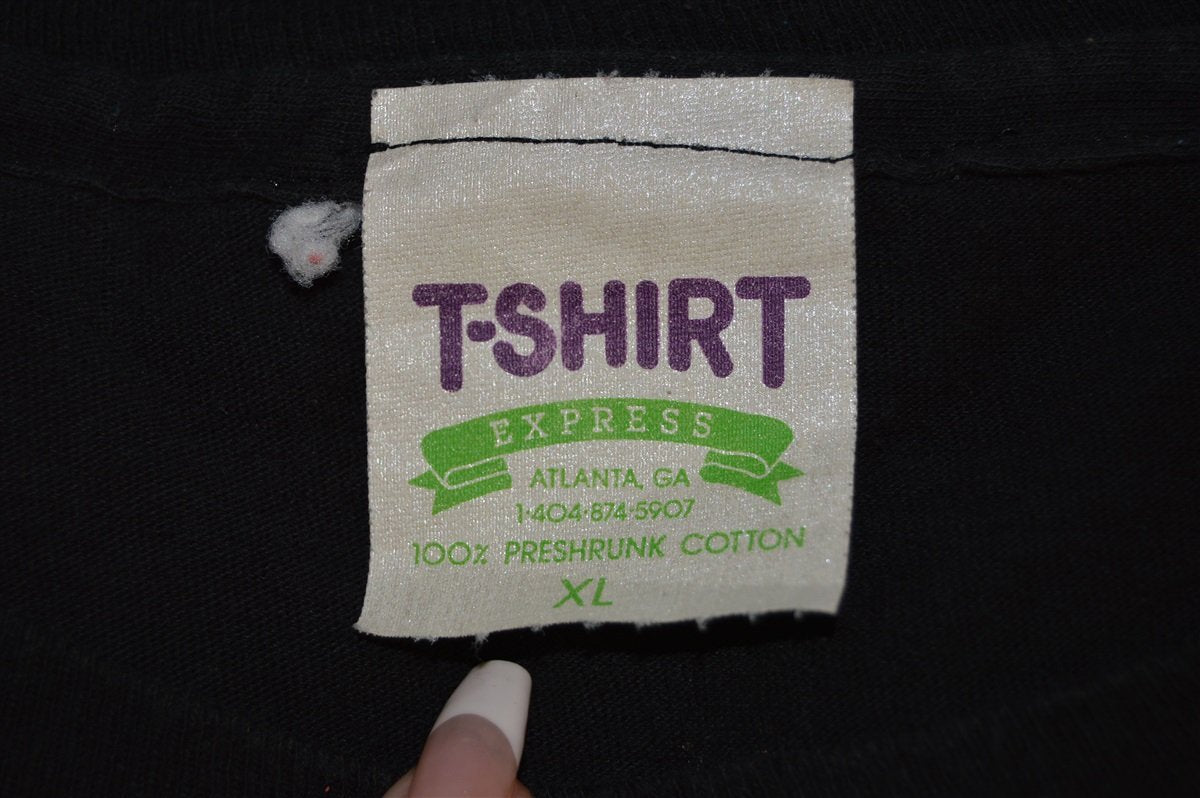 T-SHIRT
EXPRESS
ATLANTA, GA
1-404-874-5907
100% PRESHRUNK COTTON
XL